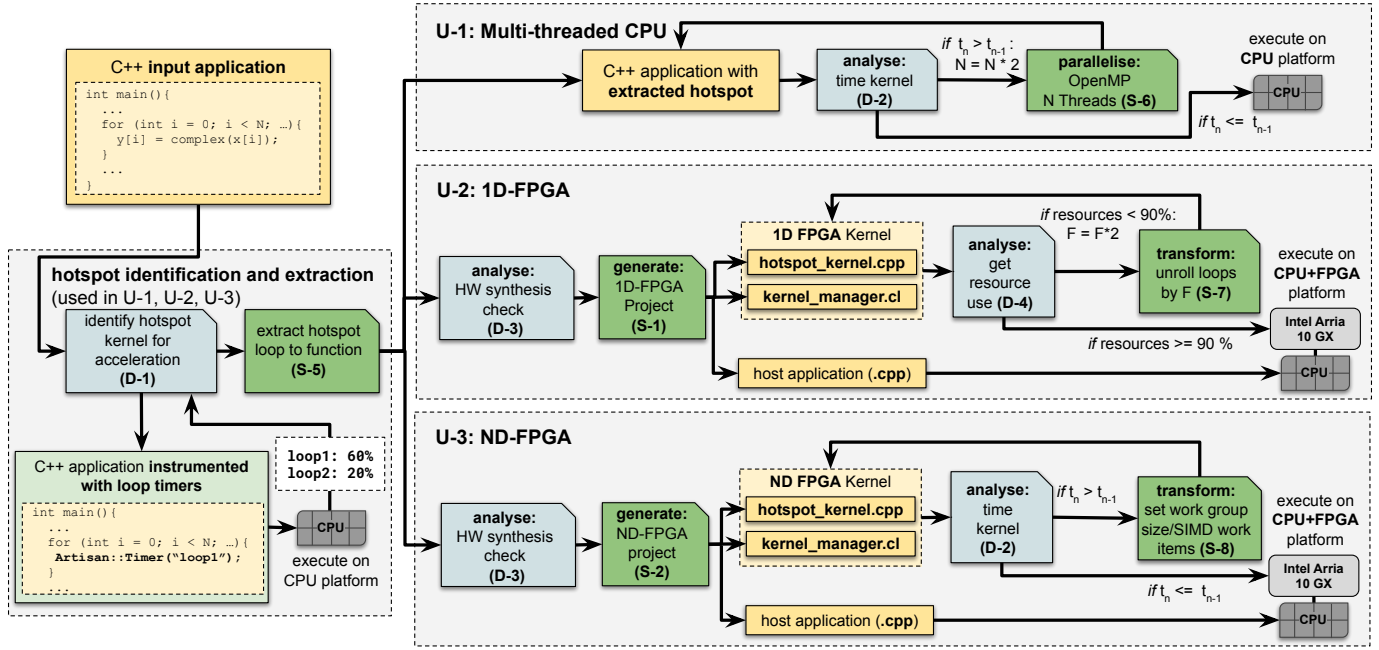 C++ input application
int main(){
...
for (int i = 0; i < N; …){
y[i] = complex(x[i]);
}
...
}
hotspot identification and extraction
(used in U-1, U-2, U-3)
identify hotspot
kernel for
acceleration
(D-1)
extract hotspot
loop to function
(S-5)
loop1: 60%
loop2: 20%
C++ application instrumented
with loop timers
int main(){
...
for (int i = 0; i < N; …){
Artisan::Timer("loop1");
}
...
CPU
execute on
CPU platform
U-1: Multi-threaded CPU
C++ application with
extracted hotspot
analyse:
time kernel
(D-2)
if tn > tn-1 :
N = N * 2
parallelise:
OpenMP
N Threads (S-6)
execute on
CPU platform
CPU
if tn <= tn-1
U-2: 1D-FPGA
analyse:
HW synthesis
check
(D-3)
generate:
1D-FPGA
Project
(S-1)
1D FPGA Kernel
hotspot_kernel.cpp
kernel_manager.cl
host application (.cpp)
analyse:
get
resource
use (D-4)
if resources < 90%:
F = F*2
transform:
unroll loops
by F (S-7)
if resources >= 90 %
execute on
CPU+FPGA
platform
Intel Arria
10 GX
CPU
U-3: ND-FPGA
analyse:
HW synthesis
check
(D-3)
generate:
ND-FPGA
project
(S-2)
ND FPGA Kernel
hotspot_kernel.cpp
kernel_manager.cl
host application (.cpp)
analyse:
time
kernel
(D-2)
if tn > tn-1
transform:
set work group
size/SIMD work
items (S-8)
if tn <= tn-1
execute on
CPU+FPGA
platform
Intel Arria
10 GX
CPU